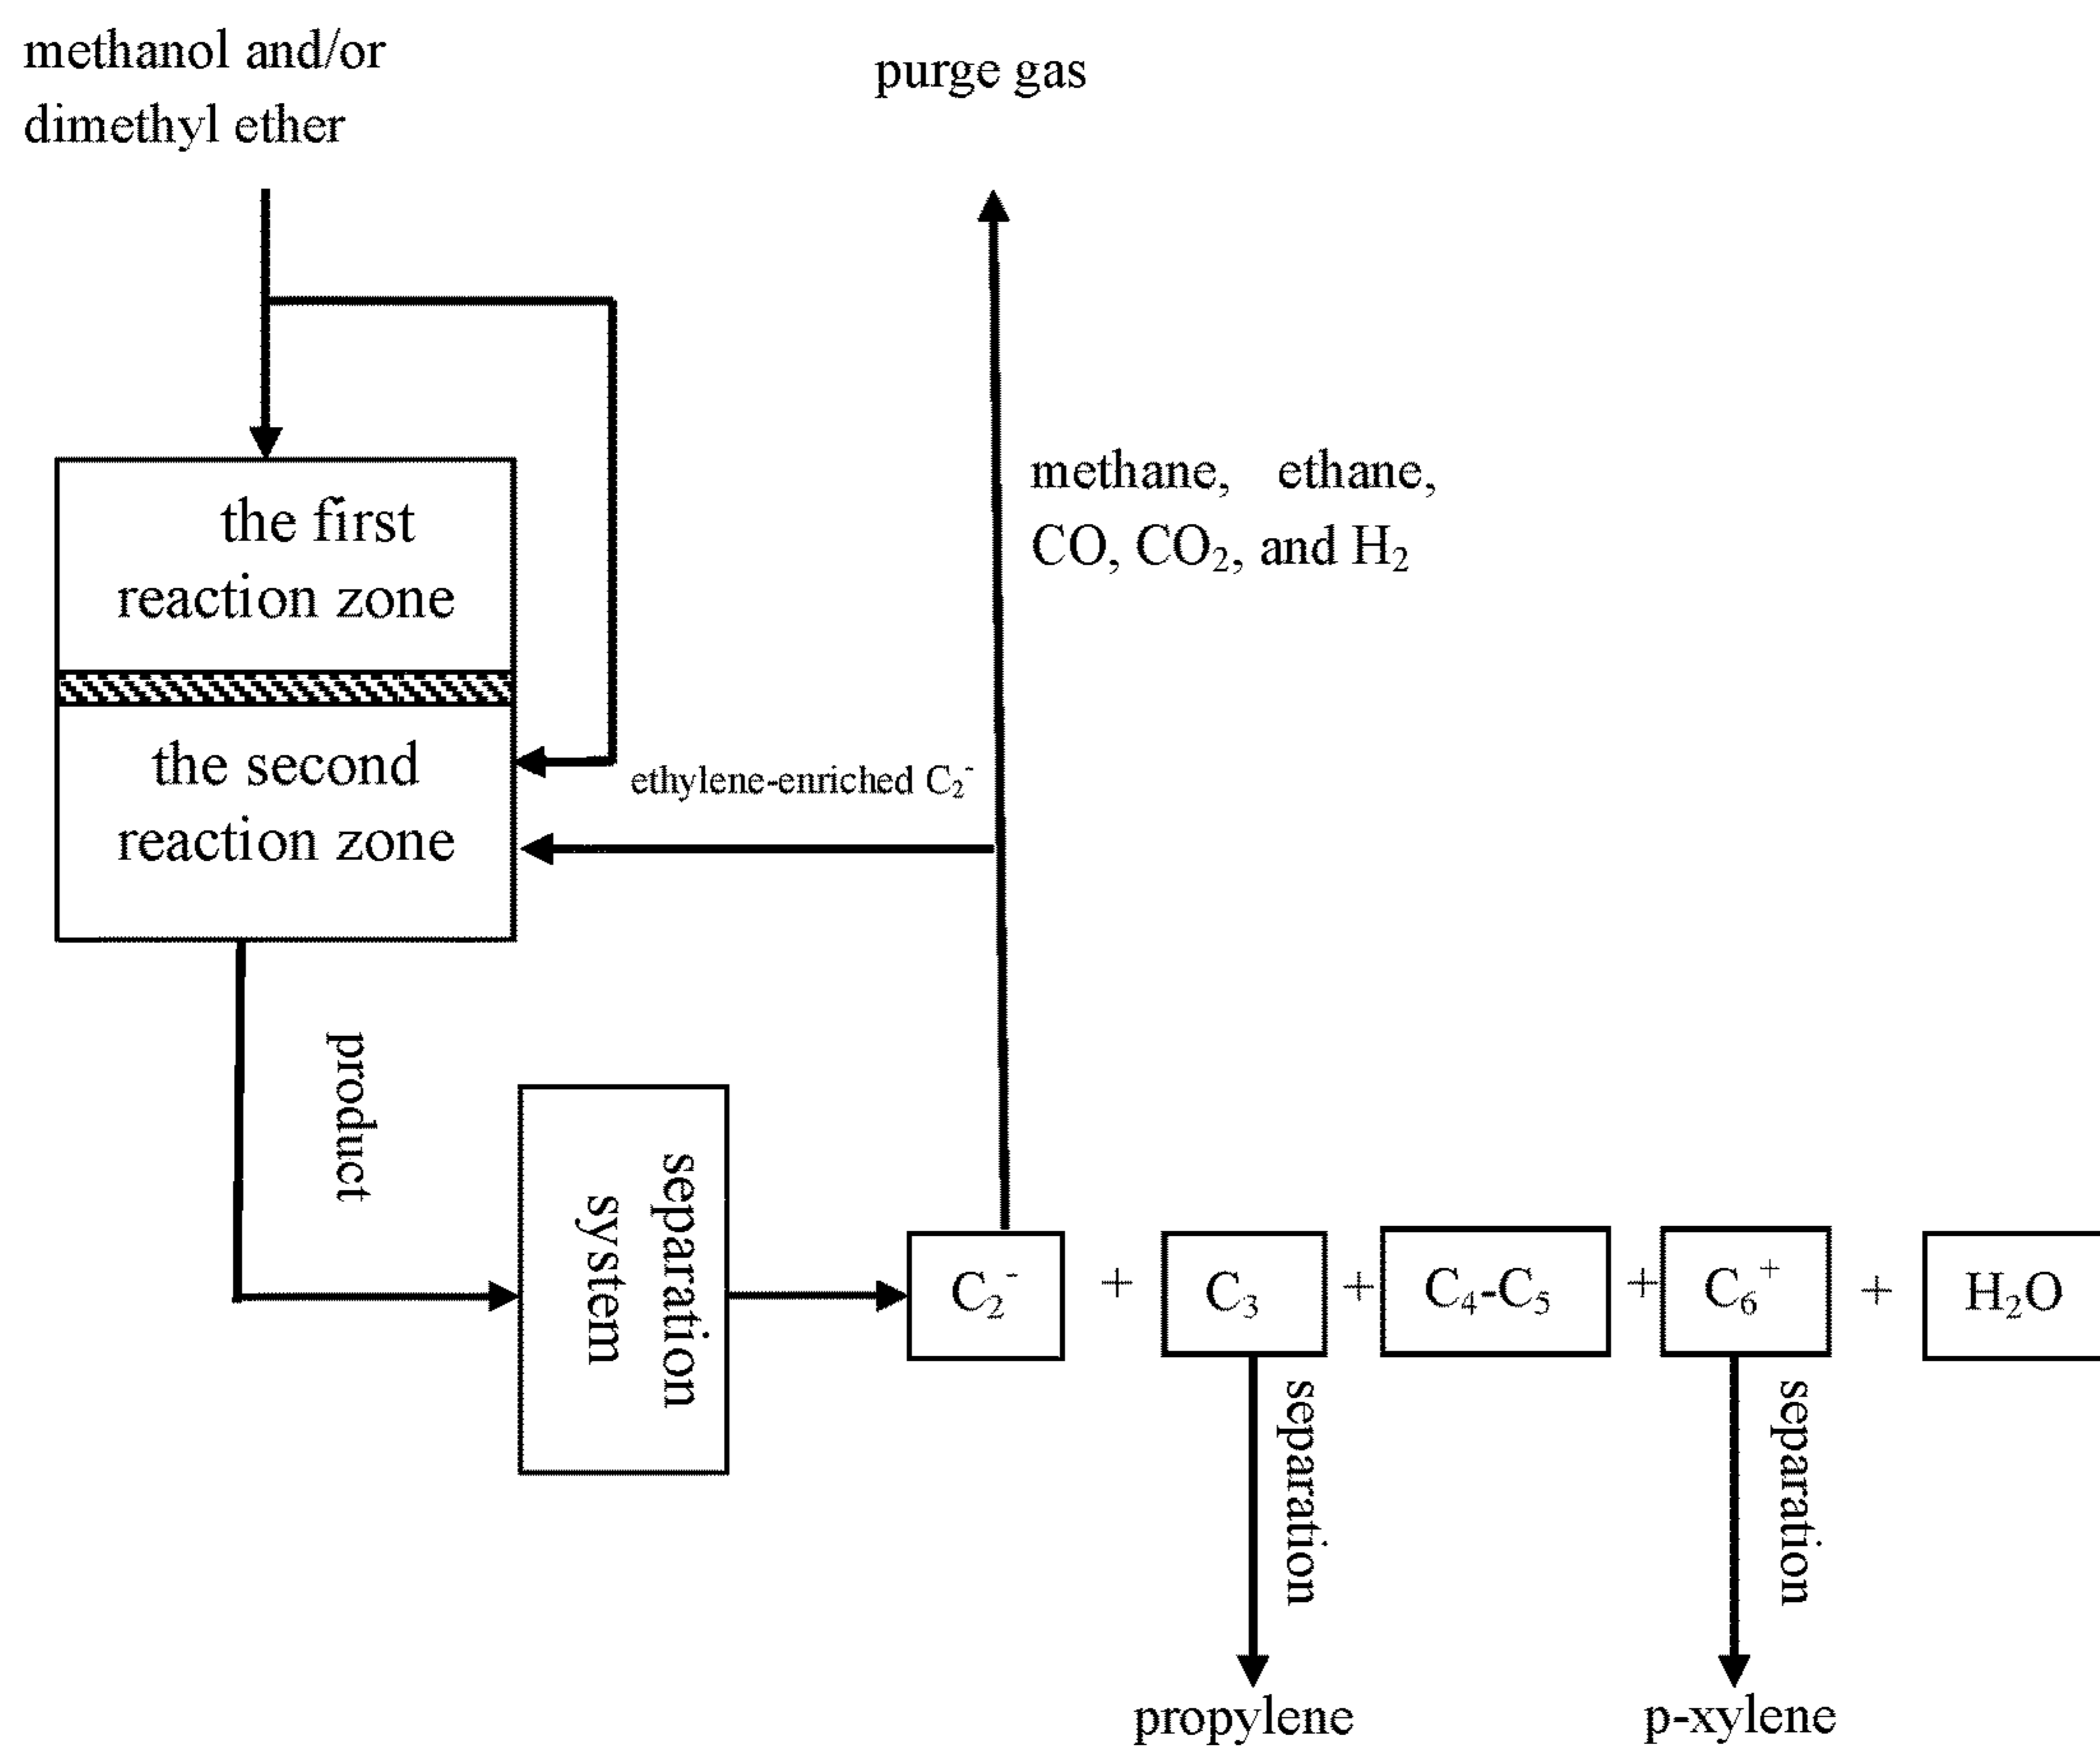 methanol and/or
dimethyl ether
purge gas
the first
reaction zone
methane, ethane,
CO, CO₂, and H₂
the second
reaction zone
ethylene-enriched C₂⁻
product
separation
system
C₂⁻ + C₃ + C₄-C₅ + C₆⁺ + H₂O
separation
separation
propylene
p-xylene